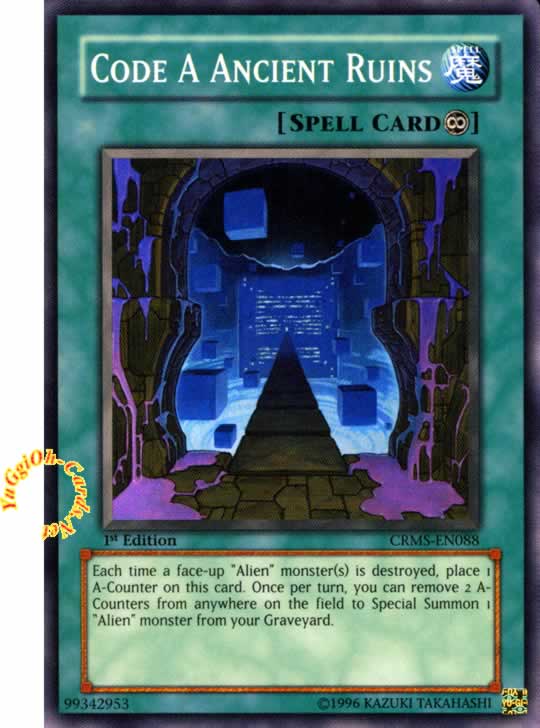 CODE A ANCIENT RUINS
SPELL
魔
[SPELL CARD ∞]
1st Edition
CRMS-EN088
Each time a face-up "Alien" monster(s) is destroyed, place 1
A-Counter on this card. Once per turn, you can remove 2 A-
Counters from anywhere on the field to Special Summon 1
"Alien" monster from your Graveyard.
99342953
©1996 KAZUKI TAKAHASHI
YuGgiOh-Cards.Net